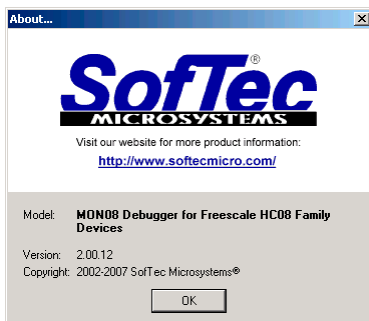 About...
SofTec®
MICROSYSTEMS
Visit our website for more product information:
http://www.softecmicro.com/
Model: MON08 Debugger for Freescale HC08 Family
Devices
Version: 2.00.12
Copyright: 2002-2007 SofTec Microsystems®
OK